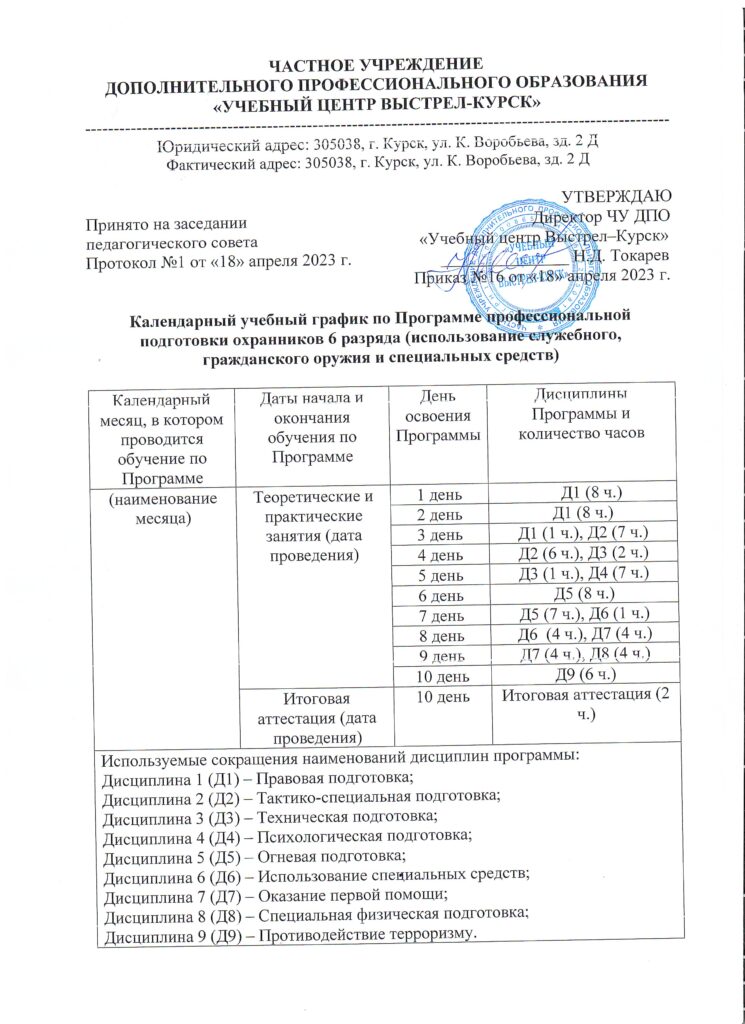 ЧАСТНОЕ УЧРЕЖДЕНИЕ
ДОПОЛНИТЕЛЬНОГО ПРОФЕССИОНАЛЬНОГО ОБРАЗОВАНИЯ
«УЧЕБНЫЙ ЦЕНТР ВЫСТРЕЛ-КУРСК»
Юридический адрес: 305038, г. Курск, ул. К. Воробьева, зд. 2 Д
Фактический адрес: 305038, г. Курск, ул. К. Воробьева, зд. 2 Д
УТВЕРЖДАЮ
Принято на заседании
Директор ЧУ ДПО
педагогического совета
«Учебный центр Выстрел–Курск»
Протокол №1 от «18» апреля 2023 г.
Н.Д. Токарев
Приказ №16 от «18» апреля 2023 г.
«УЧЕБНЫЙ
ЦЕНТР
Календарный учебный график по Программе профессиональной
подготовки охранников 6 разряда (использование служебного,
гражданского оружия и специальных средств)
Календарный
месяц, в котором
проводится
обучение по
Программе
Даты начала и
окончания
обучения по
Программе
День
освоения
Программы
Дисциплины
Программы и
количество часов
(наименование
месяца)
Теоретические и
практические
занятия (дата
проведения)
1 день Д1 (8 ч.)
2 день Д1 (8 ч.)
3 день Д1 (1 ч.), Д2 (7 ч.)
4 день Д2 (6 ч.), Д3 (2 ч.)
5 день Д3 (1 ч.), Д4 (7 ч.)
6 день Д5 (8 ч.)
7 день Д5 (7 ч.), Д6 (1 ч.)
8 день Д6 (4 ч.), Д7 (4 ч.)
9 день Д7 (4 ч.), Д8 (4 ч.)
10 день Д9 (6 ч.)
Итоговая
аттестация (дата
проведения)
10 день
Итоговая аттестация (2
ч.)
Используемые сокращения наименований дисциплин программы:
Дисциплина 1 (Д1) – Правовая подготовка;
Дисциплина 2 (Д2) – Тактико-специальная подготовка;
Дисциплина 3 (Д3) – Техническая подготовка;
Дисциплина 4 (Д4) – Психологическая подготовка;
Дисциплина 5 (Д5) – Огневая подготовка;
Дисциплина 6 (Д6) – Использование специальных средств;
Дисциплина 7 (Д7) – Оказание первой помощи;
Дисциплина 8 (Д8) – Специальная физическая подготовка;
Дисциплина 9 (Д9) – Противодействие терроризму.